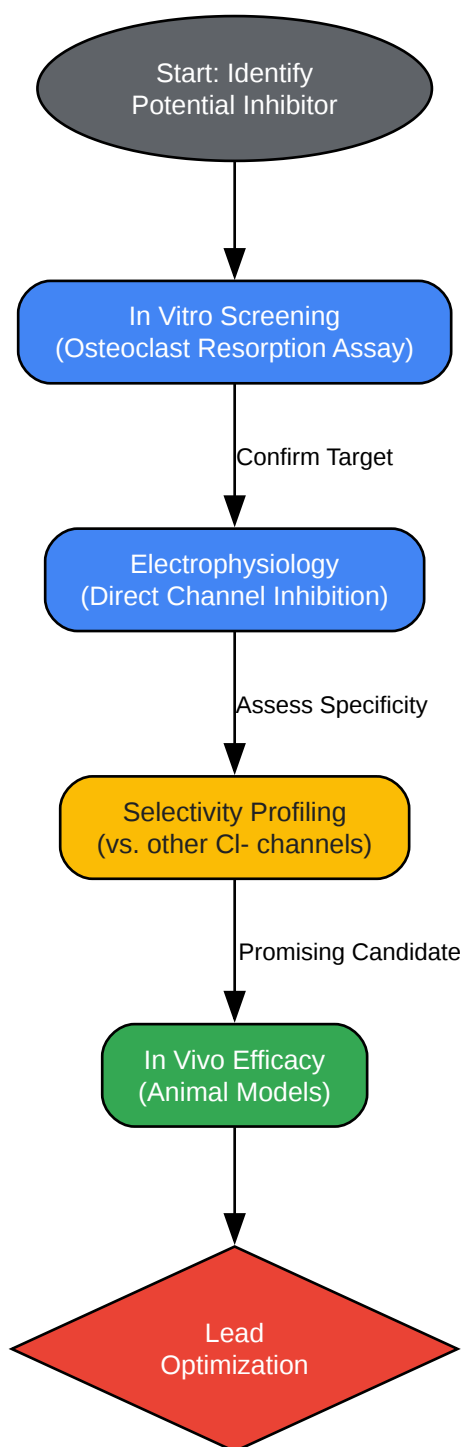 Start: Identify
Potential Inhibitor
In Vitro Screening
(Osteoclast Resorption Assay)
Confirm Target
Electrophysiology
(Direct Channel Inhibition)
Assess Specificity
Selectivity Profiling
(vs. other Cl- channels)
Promising Candidate
In Vivo Efficacy
(Animal Models)
Lead
Optimization